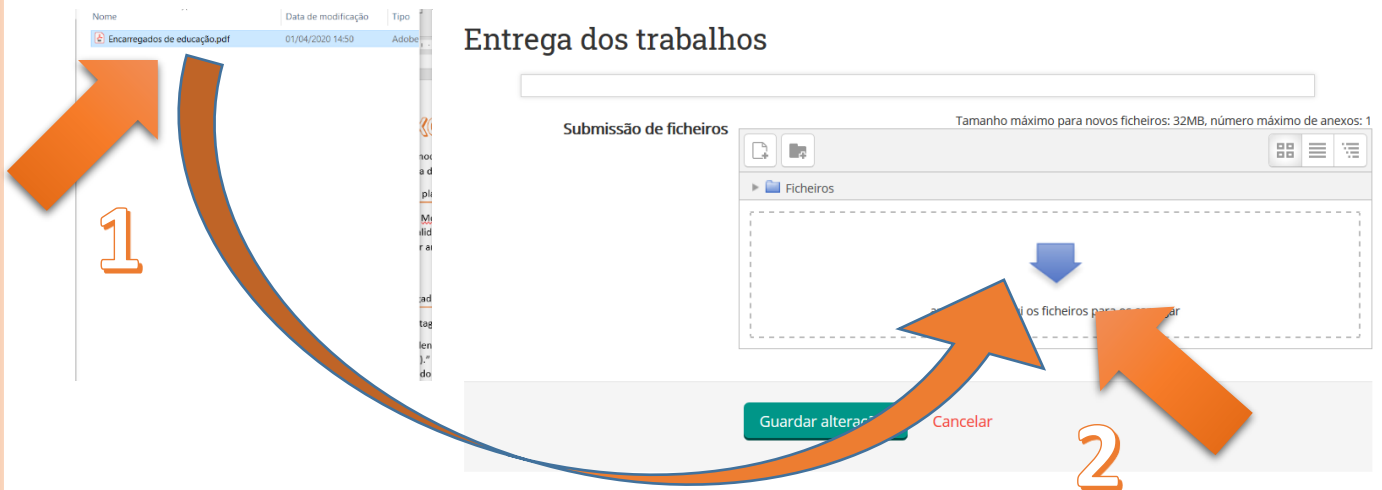 Nome Data de modificação Tipo
Encarregados de educação.pdf 01/04/2020 14:50 Adobe
1
Entrega dos trabalhos
Tamanho máximo para novos ficheiros: 32MB, número máximo de anexos: 1
Submissão de ficheiros
Ficheiros
os ficheiros para
Guardar
Cancelar
2